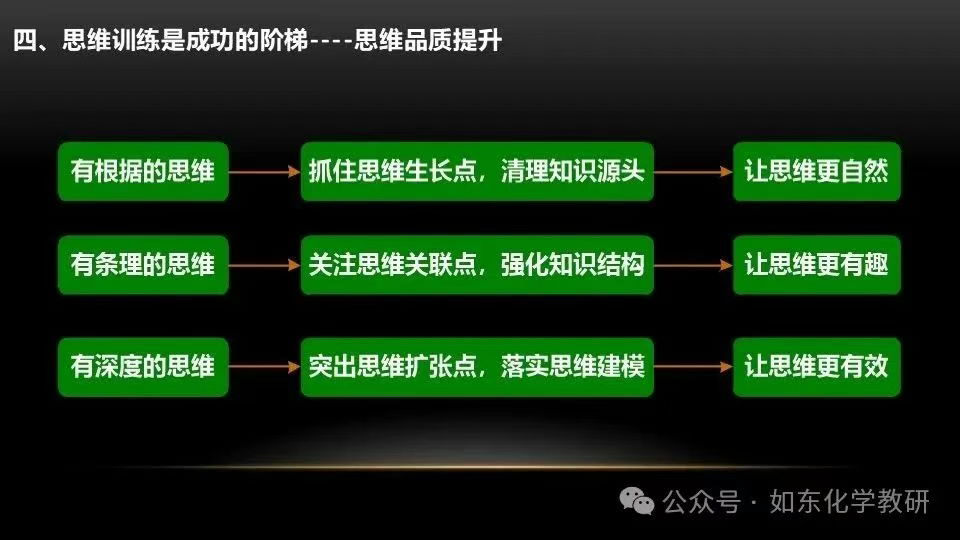 四、思维训练是成功的阶梯----思维品质提升
有根据的思维
抓住思维生长点，清理知识源头
让思维更自然
有条理的思维
关注思维关联点，强化知识结构
让思维更有趣
有深度的思维
突出思维扩张点，落实思维建模
让思维更有效
公众号·如东化学教研